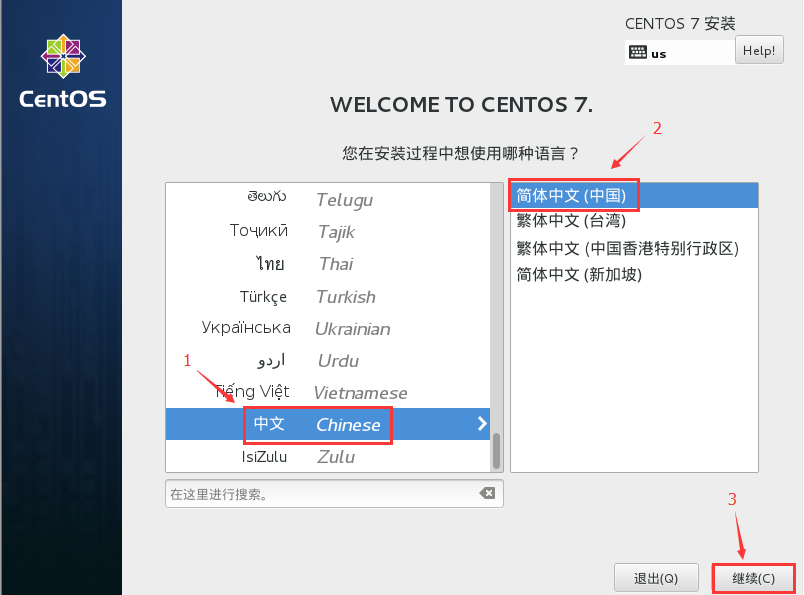 CENTOS 7 安装
CentOS
us
Help!
WELCOME TO CENTOS 7.
2
您在安装过程中想使用哪种语言？
తెలుగు Telugu
Тоҷикӣ Tajik
ไทย Thai
Türkçe Turkish
Українська Ukrainian
اردو Urdu
1
Tiếng Việt Vietnamese
中文 Chinese
IsiZulu Zulu
简体中文 (中国)
繁体中文 (台湾)
繁体中文 (中国香港特别行政区)
简体中文 (新加坡)
在这里进行搜索。
3
退出(Q)
继续(C)